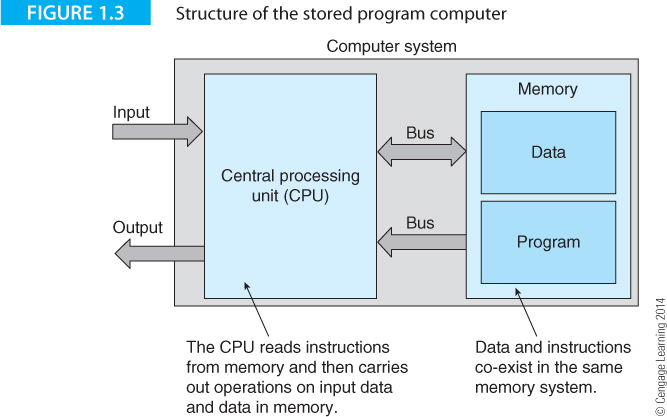 FIGURE 1.3 Structure of the stored program computer
Computer system
Input
Output
Central processing
unit (CPU)
Bus
Bus
Memory
Data
Program
The CPU reads instructions
from memory and then carries
out operations on input data
and data in memory.
Data and instructions
co-exist in the same
memory system.
© Cengage Learning 2014